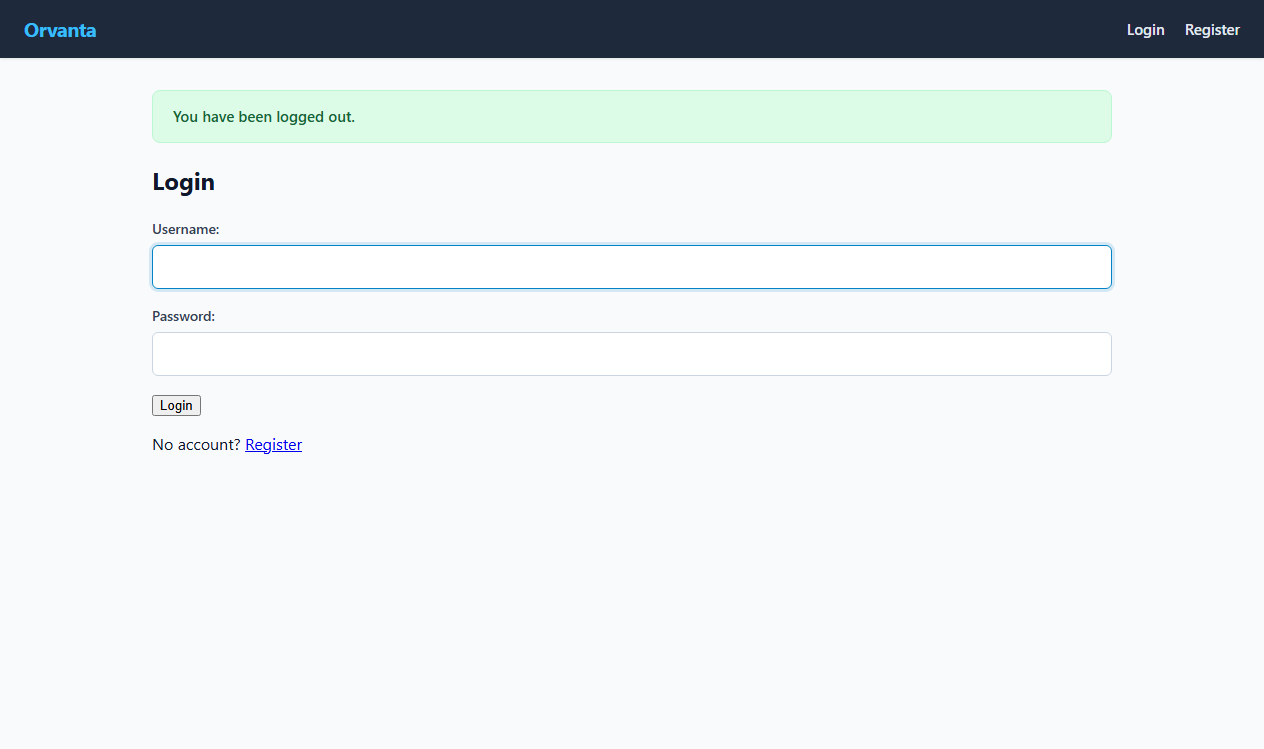 Orvanta
Login Register
You have been logged out.
Login
Username:
Password:
Login
No account? Register